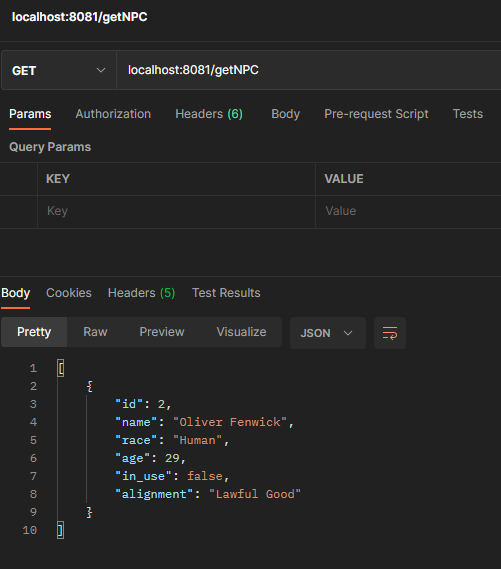 localhost:8081/getNPC
GET localhost:8081/getNPC
Params Authorization Headers (6) Body Pre-request Script Tests
Query Params
KEY VALUE
Key Value
Body Cookies Headers (5) Test Results
Pretty Raw Preview Visualize JSON
1 [
2 {
3 "id": 2,
4 "name": "Oliver Fenwick",
5 "race": "Human",
6 "age": 29,
7 "in_use": false,
8 "alignment": "Lawful Good"
9 }
10 ]